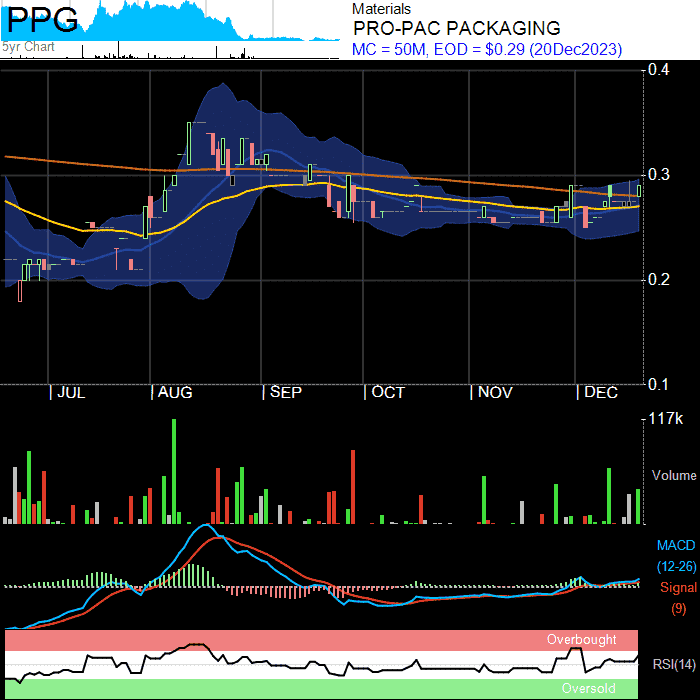 PPG
5yr Chart
Materials
PRO-PAC PACKAGING
MC = 50M, EOD = $0.29 (20Dec2023)
0.4
0.3
0.2
0.1
| JUL | AUG | SEP | OCT | NOV | DEC
117k
Volume
MACD
(12-26)
Signal
(9)
Overbought
RSI(14)
Oversold